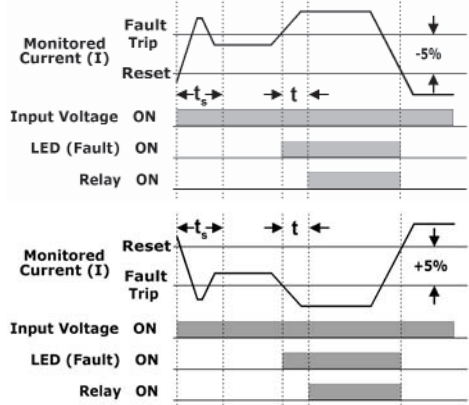 Fault
Trip
Monitored
Current (I)
-5%
Reset
ts
t
Input Voltage ON
LED (Fault) ON
Relay ON
ts
t
Reset
Monitored
Current (I)
+5%
Fault
Trip
Input Voltage ON
LED (Fault) ON
Relay ON